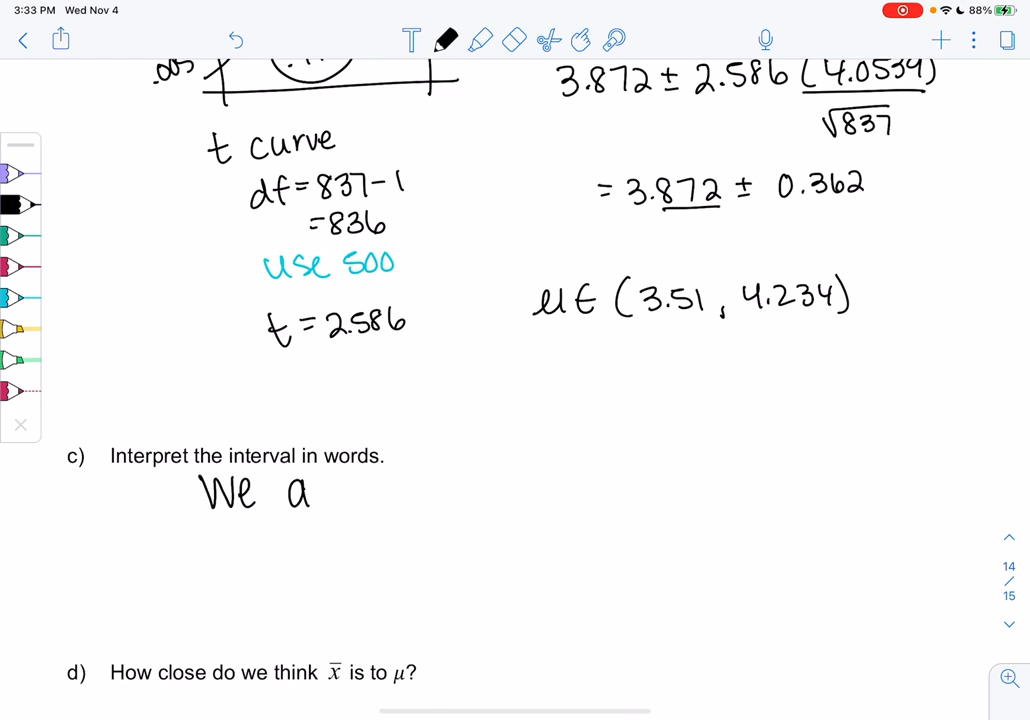 3:33 PM Wed Nov 4
88%
T
.005
3.872 ± 2.586 (4.0534)
√837
t curve
df = 837-1
= 836
use 500
t = 2.586
= 3.872 ± 0.362
μ ∈ (3.51, 4.234)
c) Interpret the interval in words.
We a
14
/
15
d) How close do we think x̅ is to μ?